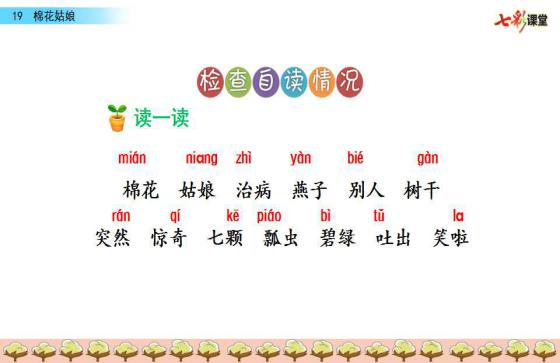 19 棉花姑娘
七彩课堂
检查自读情况
读一读
mián niang zhì yàn bié gàn
棉花 姑娘 治病 燕子 别人 树干
rán qí kē piáo bì tǔ la
突然 惊奇 七颗 瓢虫 碧绿 吐出 笑啦